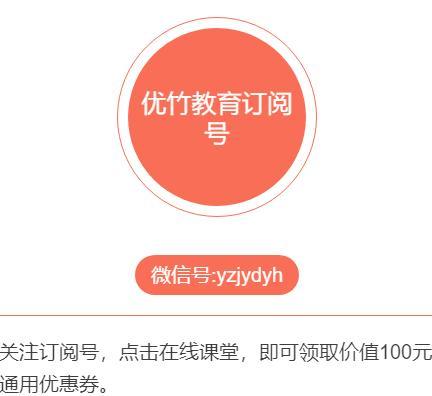 优竹教育订阅
号
微信号:yzjydyh
关注订阅号，点击在线课堂，即可领取价值100元
通用优惠券。